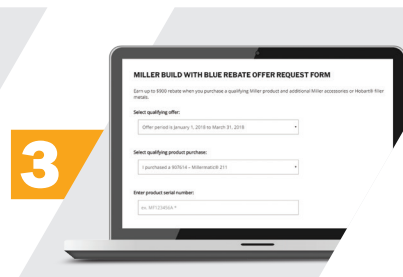 3
MILLER BUILD WITH BLUE REBATE OFFER REQUEST FORM
Earn up to $900 rebate when you purchase a qualifying Miller product and additional Miller accessories or Hobart® filler
metals.
Select qualifying offer:
Offer period is January 1, 2018 to March 31, 2018
Select qualifying product purchase:
I purchased a 907614 – Millermatic® 211
Enter product serial number:
ex. MF123456X *